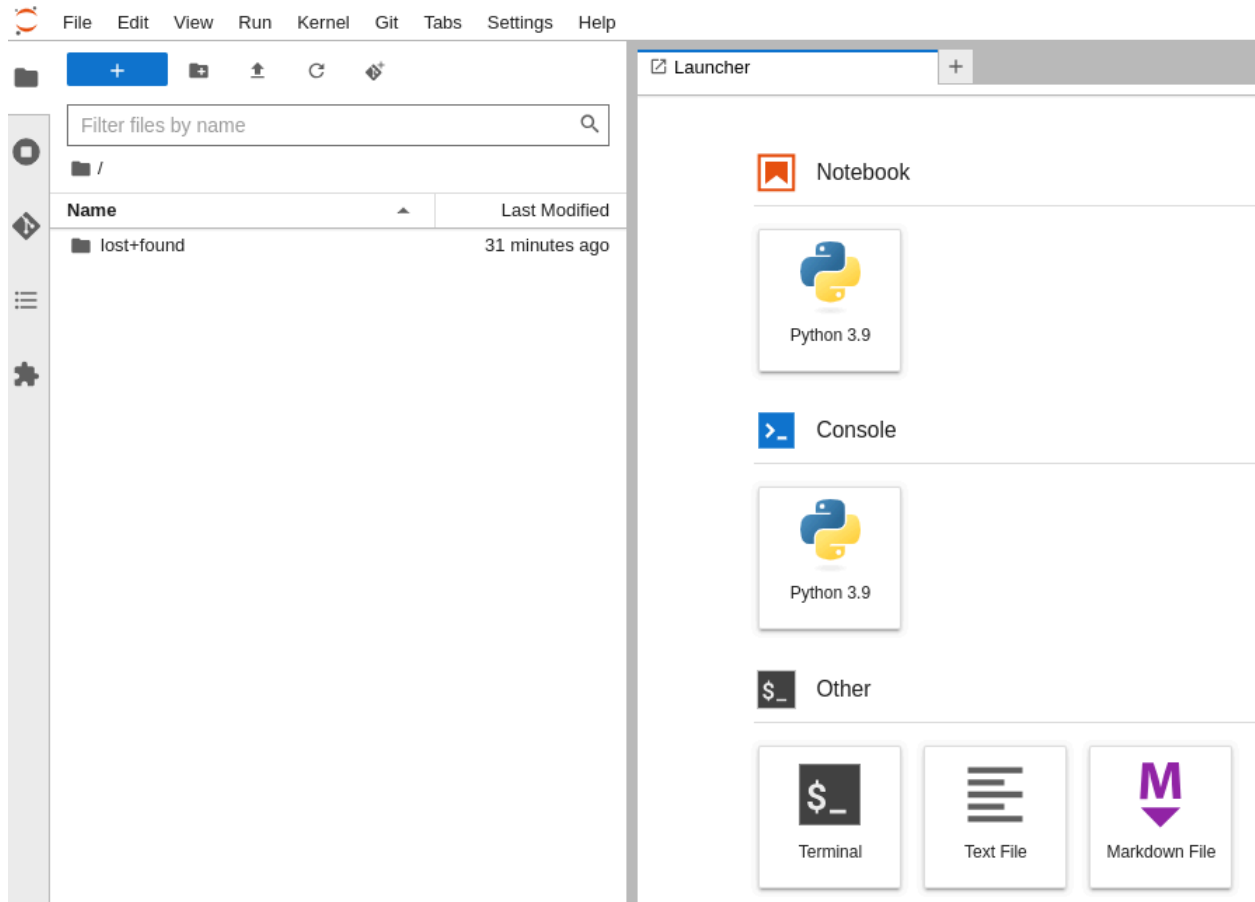 File Edit View Run Kernel Git Tabs Settings Help
+
Filter files by name
/
Name Last Modified
lost+found 31 minutes ago
Launcher +
Notebook
Python 3.9
Console
Python 3.9
$_ Other
$_
Terminal Text File Markdown File